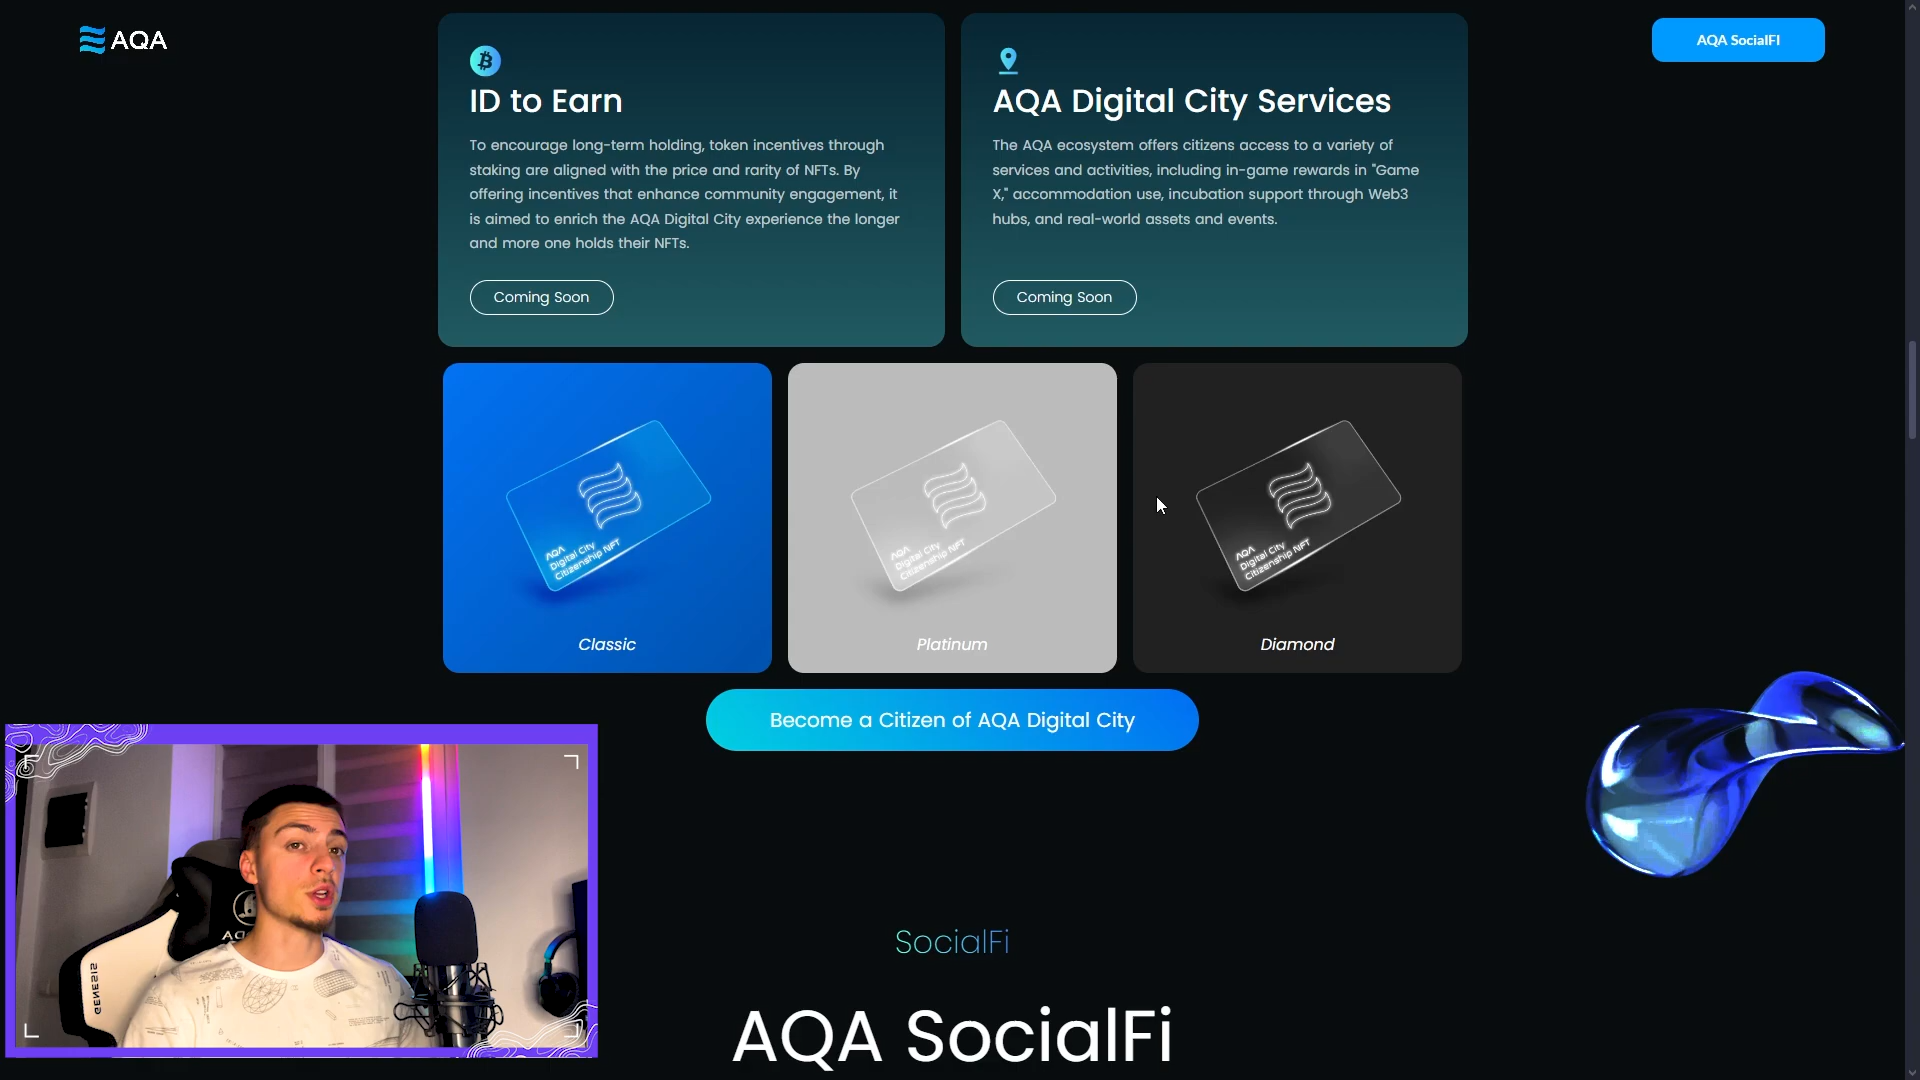 AQA
AQA SocialFI
ID to Earn
To encourage long-term holding, token incentives through
staking are aligned with the price and rarity of NFTs. By
offering incentives that enhance community engagement, it
is aimed to enrich the AQA Digital City experience the longer
and more one holds their NFTs.
Coming Soon
AQA Digital City Services
The AQA ecosystem offers citizens access to a variety of
services and activities, including in-game rewards in "Game
X," accommodation use, incubation support through Web3
hubs, and real-world assets and events.
Coming Soon
AQA
Digital City
Citizenship NFT
Classic
AQA
Digital City
Citizenship NFT
Platinum
AQA
Digital City
Citizenship NFT
Diamond
Become a Citizen of AQA Digital City
GENESIS
SocialFi
AQA SocialFi